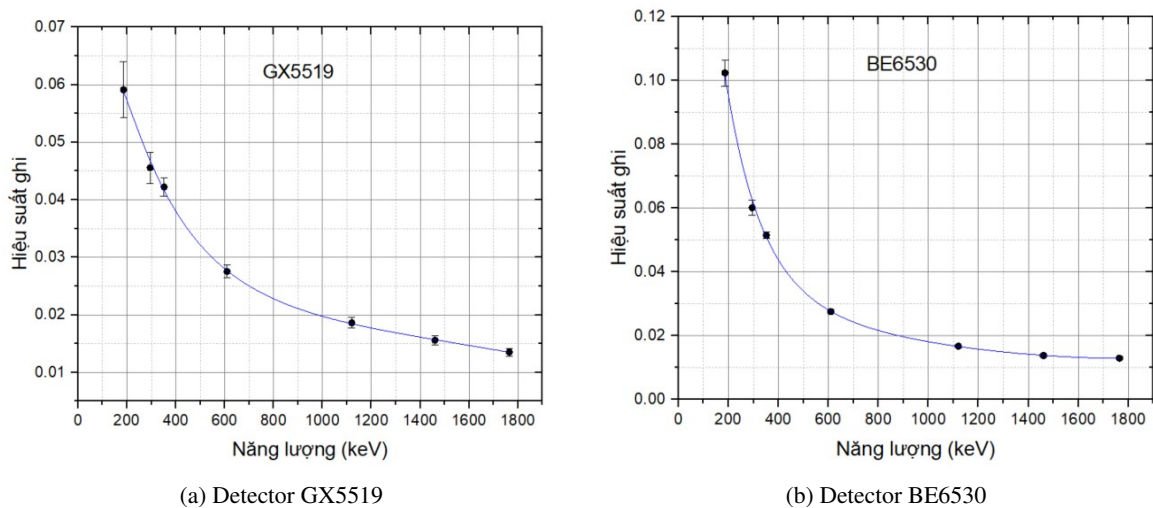 0.07
0.06
0.05
0.04
0.03
0.02
0.01
Hiệu suất ghi
GX5519
0 200 400 600 800 1000 1200 1400 1600 1800
Năng lượng (keV)
(a) Detector GX5519
0.12
0.10
0.08
0.06
0.04
0.02
0.00
Hiệu suất ghi
BE6530
0 200 400 600 800 1000 1200 1400 1600 1800
Năng lượng (keV)
(b) Detector BE6530